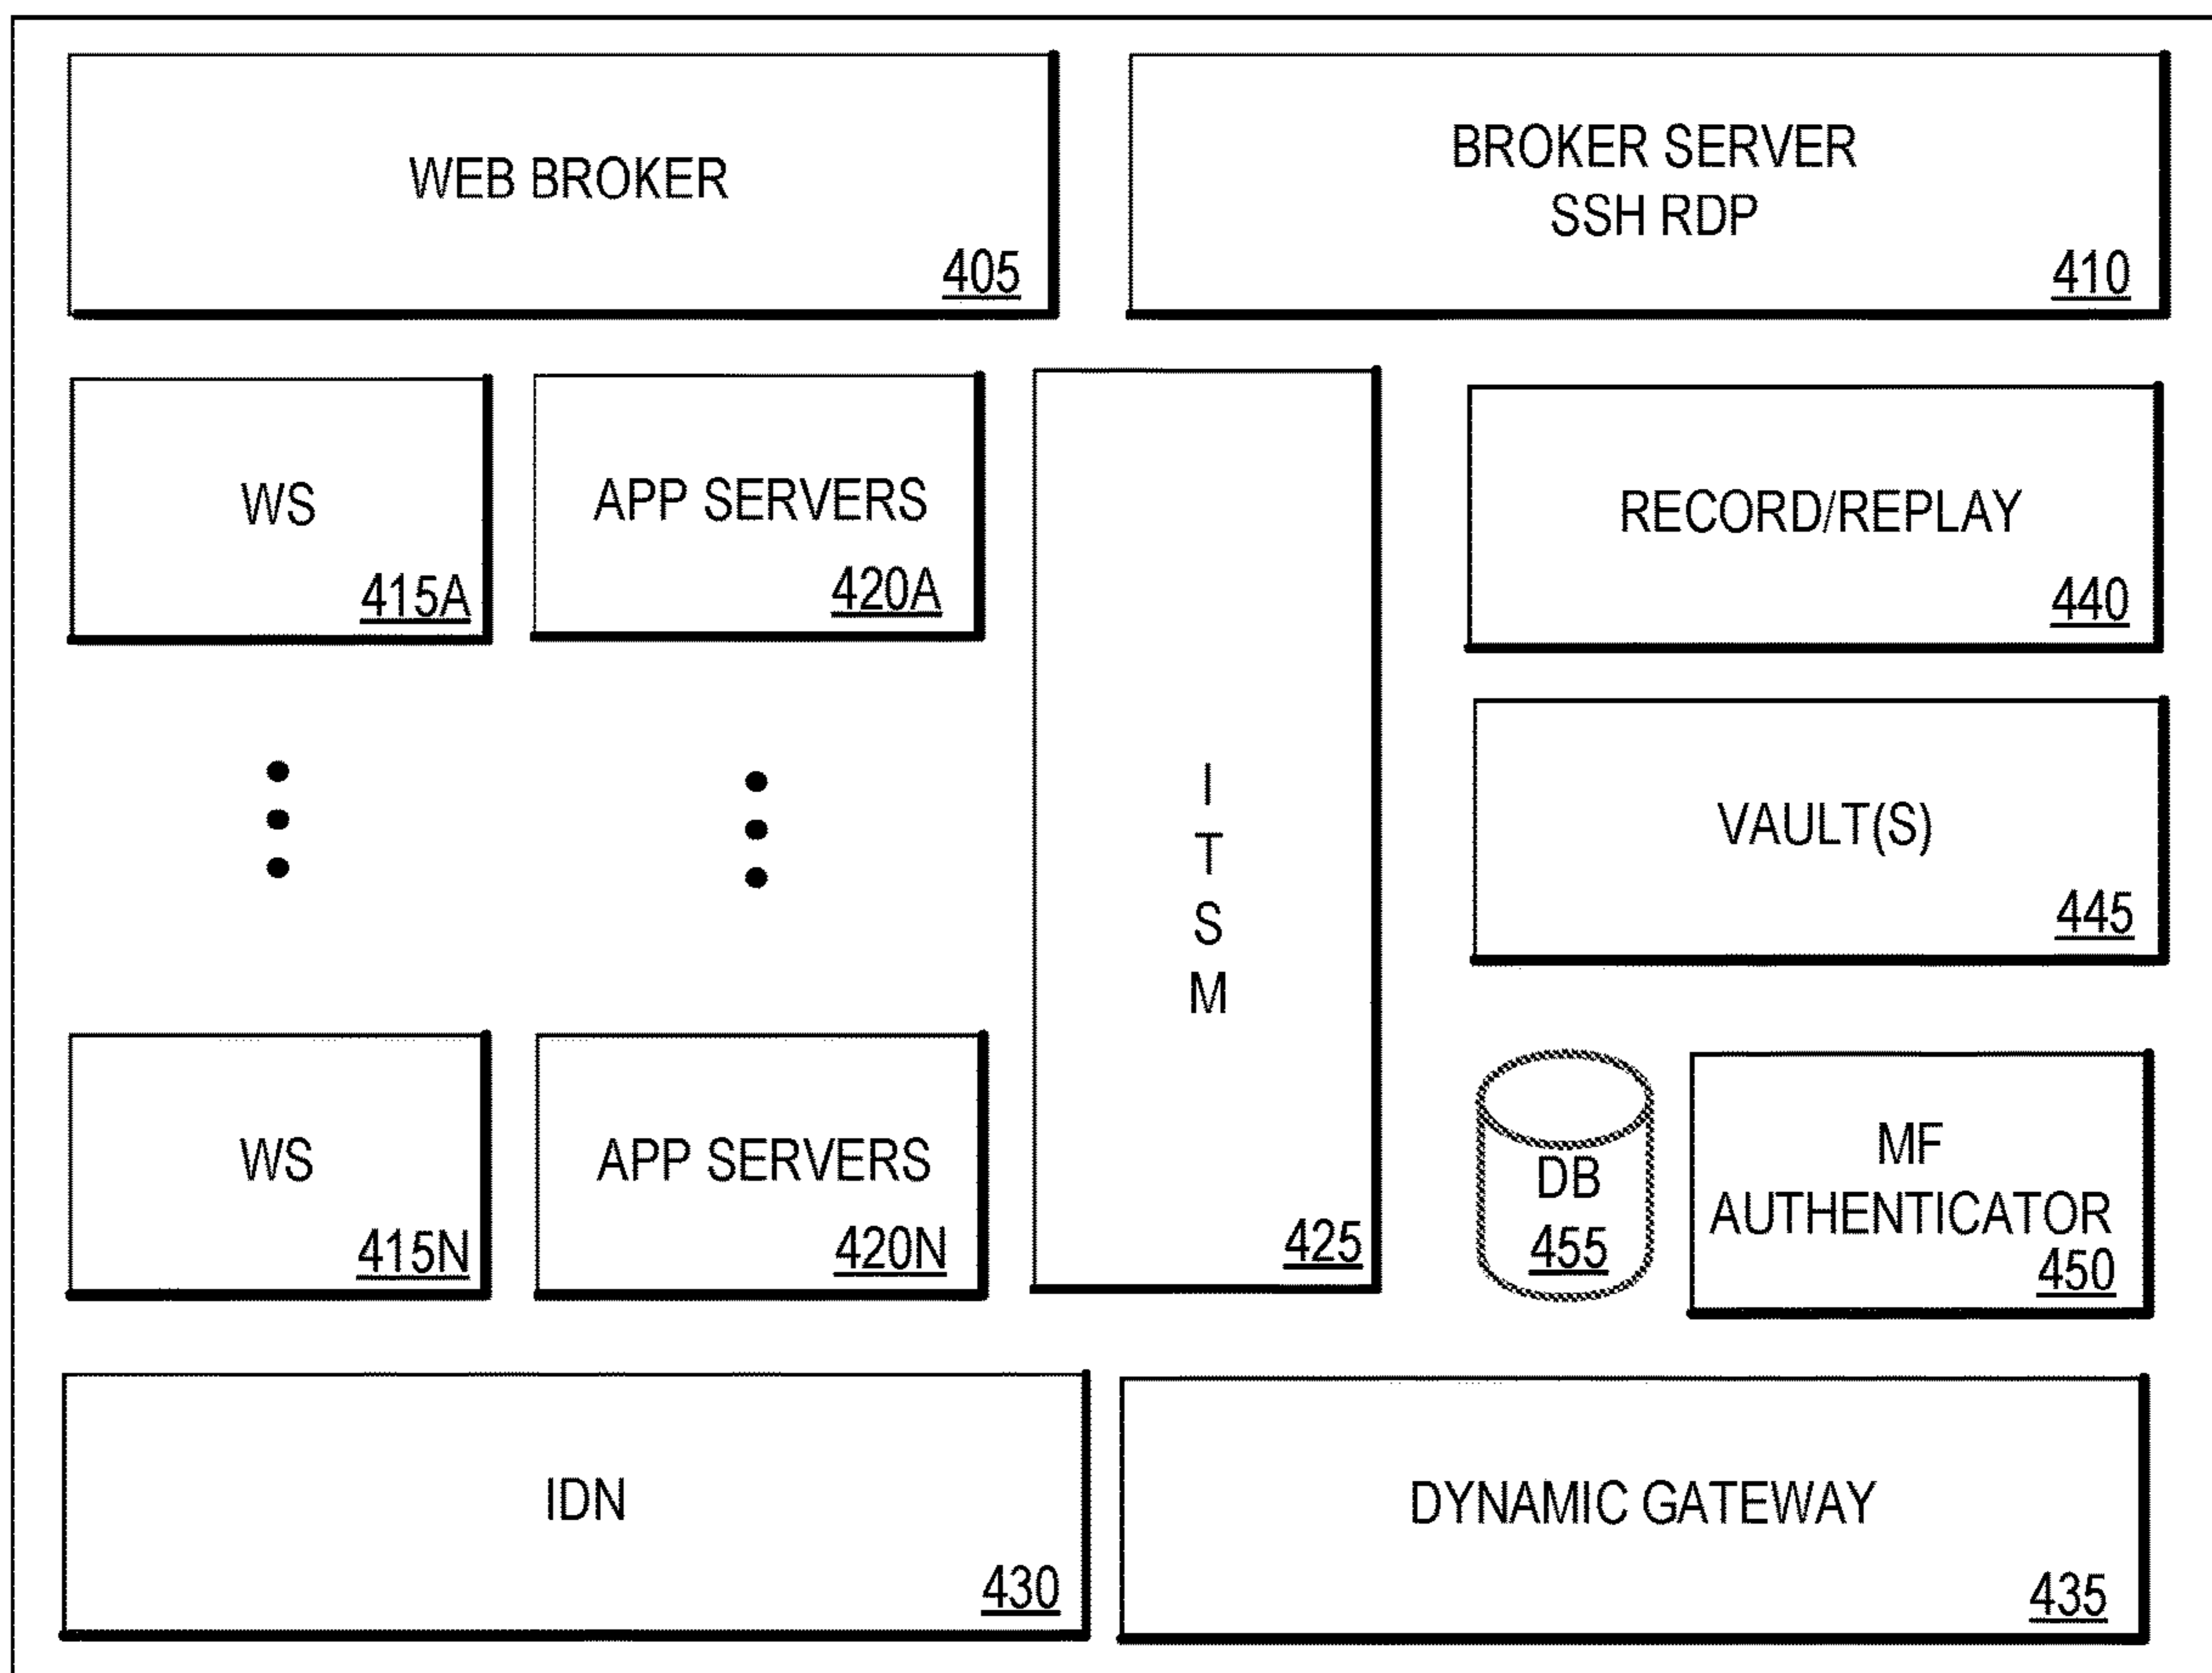 WEB BROKER
405
BROKER SERVER
SSH RDP
410
WS
415A
APP SERVERS
420A
I
T
S
M
425
RECORD/REPLAY
440
VAULT(S)
445
WS
415N
APP SERVERS
420N
DB
455
MF
AUTHENTICATOR
450
IDN
430
DYNAMIC GATEWAY
435